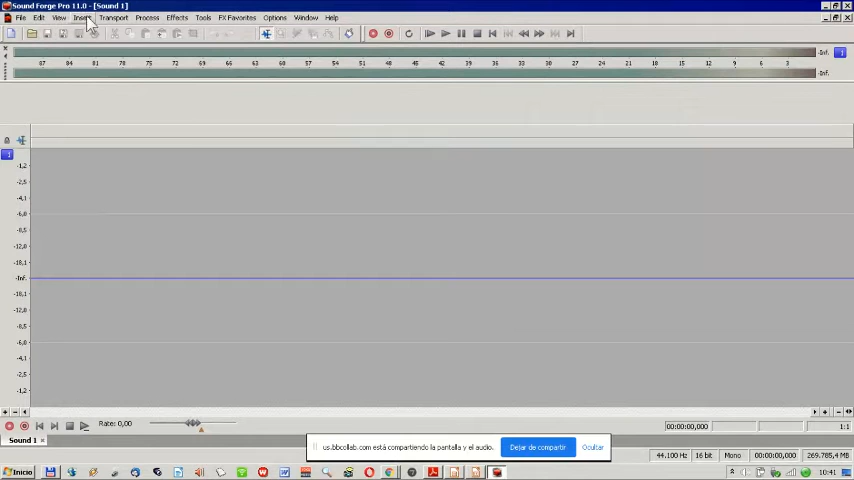 Sound Forge Pro 11.0 - [Sound 1]
File Edit View Insert Transport Process Effects Tools FX Favorites Options Window Help
-Inf. 1
87 84 81 78 75 72 69 66 63 60 57 54 51 48 45 42 39 36 33 30 27 24 21 18 15 12 9 6 3
-Inf.
1
-1,2
-2,5
-4,1
-6,0
-8,5
-12,0
-18,1
-Inf.
-18,1
-12,0
-8,5
-6,0
-4,1
-2,5
-1,2
Rate: 0,00
00:00:00,000
1:1
Sound 1
us.bbcollab.com está compartiendo la pantalla y el audio. Dejar de compartir Ocultar
44.100 Hz 16 bit Mono 00:00:00,000 269.785,4 MB
Inicio 10:41